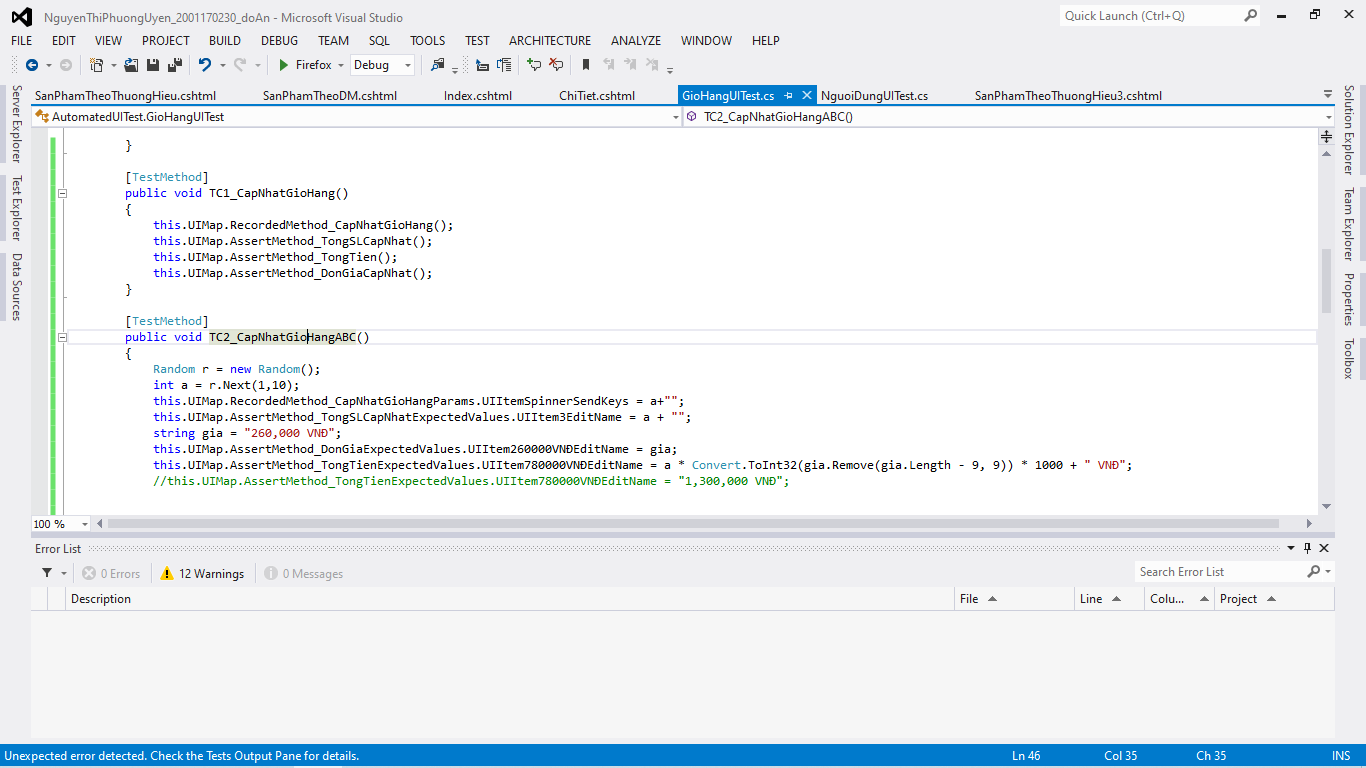 NguyenThiPhuongUyen_2001170230_doAn - Microsoft Visual Studio
Quick Launch (Ctrl+Q)
FILE EDIT VIEW PROJECT BUILD DEBUG TEAM SQL TOOLS TEST ARCHITECTURE ANALYZE WINDOW HELP
Firefox Debug
SanPhamTheoThuongHieu.cshtml SanPhamTheoDM.cshtml Index.cshtml ChiTiet.cshtml GioHangUITest.cs NguoiDungUITest.cs SanPhamTheoThuongHieu3.cshtml
AutomatedUITest.GioHangUITest TC2_CapNhatGioHangABC()
Server Explorer
Test Explorer
Data Sources
}
[TestMethod]
public void TC1_CapNhatGioHang()
{
this.UIMap.RecordedMethod_CapNhatGioHang();
this.UIMap.AssertMethod_TongSLCapNhat();
this.UIMap.AssertMethod_TongTien();
this.UIMap.AssertMethod_DonGiaCapNhat();
}
[TestMethod]
public void TC2_CapNhatGioHangABC()
{
Random r = new Random();
int a = r.Next(1,10);
this.UIMap.RecordedMethod_CapNhatGioHangParams.UIItemSpinnerSendKeys = a+"";
this.UIMap.AssertMethod_TongSLCapNhatExpectedValues.UIItem3EditName = a + "";
string gia = "260,000 VNĐ";
this.UIMap.AssertMethod_DonGiaExpectedValues.UIItem260000VNĐEditName = gia;
this.UIMap.AssertMethod_TongTienExpectedValues.UIItem780000VNĐEditName = a * Convert.ToInt32(gia.Remove(gia.Length - 9, 9)) * 1000 + " VNĐ";
//this.UIMap.AssertMethod_TongTienExpectedValues.UIItem780000VNĐEditName = "1,300,000 VNĐ";
Solution Explorer
Team Explorer
Properties
Toolbox
100 %
Error List
0 Errors 12 Warnings 0 Messages Search Error List
Description File Line Colu... Project
Unexpected error detected. Check the Tests Output Pane for details. Ln 46 Col 35 Ch 35 INS